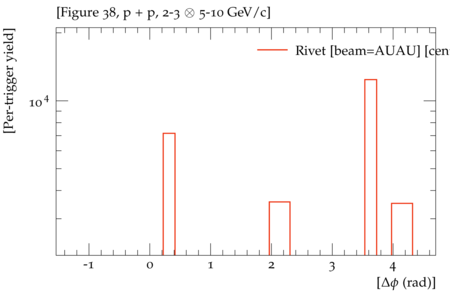 [Figure 38, p + p, 2-3 ⊗ 5-10 GeV/c]
[Per-trigger yield]
Rivet [beam=AUAU] [cen
10⁴
-1 0 1 2 3 4
[Δϕ (rad)]